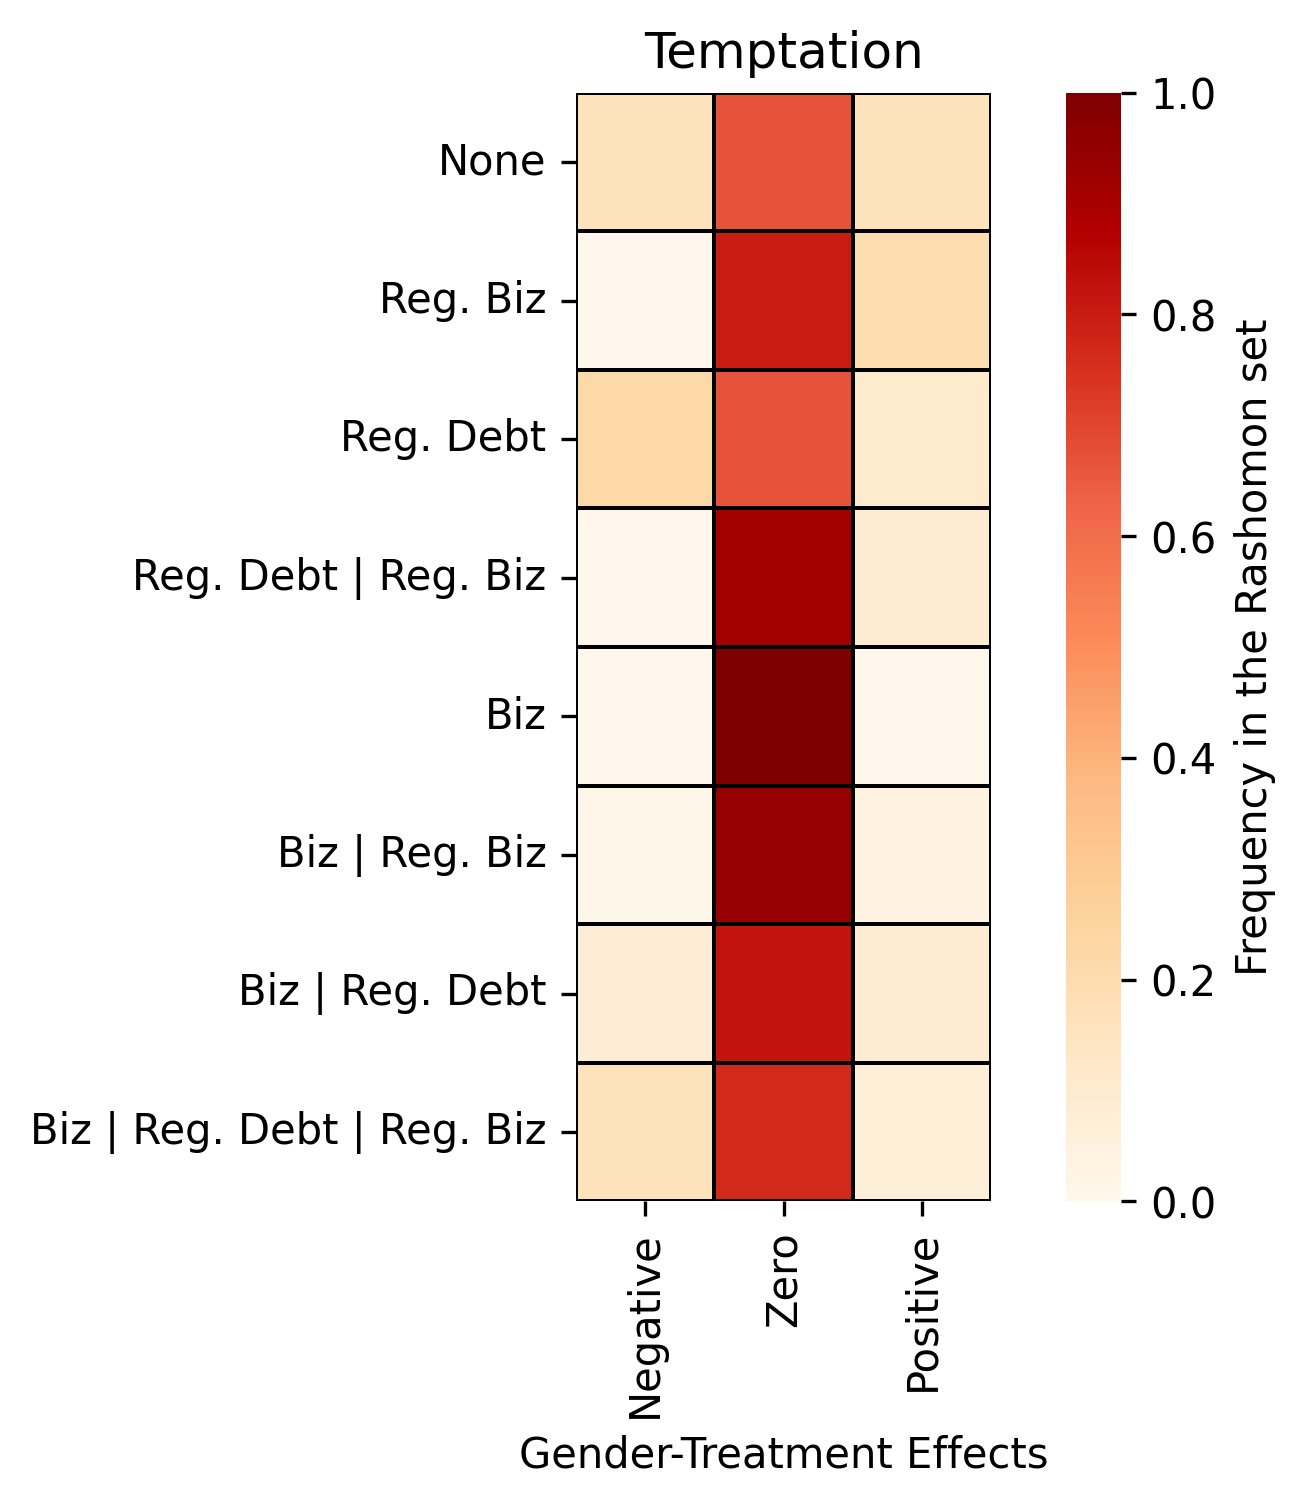 Temptation
None
Reg. Biz
Reg. Debt
Reg. Debt | Reg. Biz
Biz
Biz | Reg. Biz
Biz | Reg. Debt
Biz | Reg. Debt | Reg. Biz
Negative
Zero
Positive
Gender-Treatment Effects
1.0
0.8
0.6
0.4
0.2
0.0
Frequency in the Rashomon set